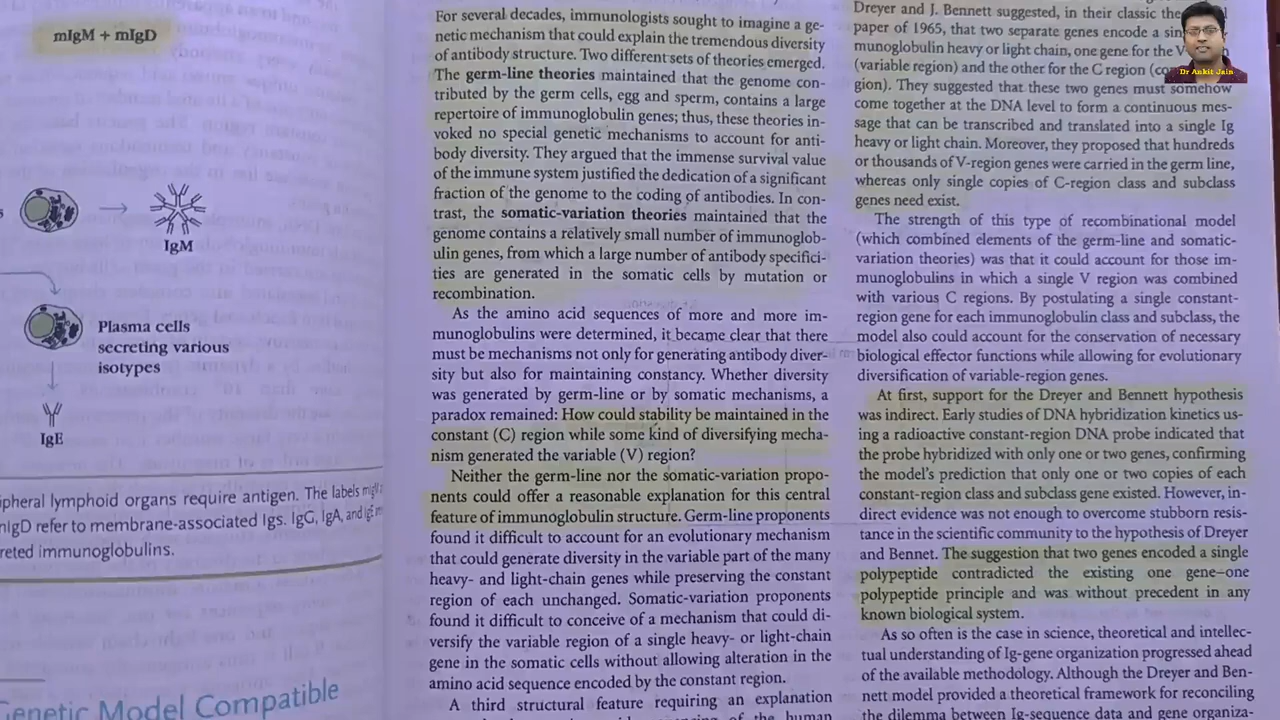 mIgM + mIgD
IgM
Plasma cells
secreting various
isotypes
IgE
ipheral lymphoid organs require antigen. The labels
mIgD refer to membrane-associated Igs. IgG, IgA, and
reted immunoglobulins.
Genetic Model Compatible
For several decades, immunologists sought to imagine a ge-
netic mechanism that could explain the tremendous diversity
of antibody structure. Two different sets of theories emerged.
The germ-line theories maintained that the genome con-
tributed by the germ cells, egg and sperm, contains a large
repertoire of immunoglobulin genes; thus, these theories in-
voked no special genetic mechanisms to account for anti-
body diversity. They argued that the immense survival value
of the immune system justified the dedication of a significant
fraction of the genome to the coding of antibodies. In con-
trast, the somatic-variation theories maintained that the
genome contains a relatively small number of immunoglob-
ulin genes, from which a large number of antibody specifici-
ties are generated in the somatic cells by mutation or
recombination.
As the amino acid sequences of more and more im-
munoglobulins were determined, it became clear that there
must be mechanisms not only for generating antibody diver-
sity but also for maintaining constancy. Whether diversity
was generated by germ-line or by somatic mechanisms, a
paradox remained: How could stability be maintained in the
constant (C) region while some kind of diversifying mecha-
nism generated the variable (V) region?
Neither the germ-line nor the somatic-variation propo-
nents could offer a reasonable explanation for this central
feature of immunoglobulin structure. Germ-line proponents
found it difficult to account for an evolutionary mechanism
that could generate diversity in the variable part of the many
heavy- and light-chain genes while preserving the constant
region of each unchanged. Somatic-variation proponents
found it difficult to conceive of a mechanism that could di-
versify the variable region of a single heavy- or light-chain
gene in the somatic cells without allowing alteration in the
amino acid sequence encoded by the constant region.
A third structural feature requiring an explanation
of the human
Dreyer and J. Bennett suggested, in their classic
paper of 1965, that two separate genes encode a
munoglobulin heavy or light chain, one gene for the V
(variable region) and the other for the C region
gion). They suggested that these two genes must somehow
come together at the DNA level to form a continuous mes-
sage that can be transcribed and translated into a single Ig
heavy or light chain. Moreover, they proposed that hundreds
or thousands of V-region genes were carried in the germ line,
whereas only single copies of C-region class and subclass
genes need exist.
The strength of this type of recombinational model
(which combined elements of the germ-line and somatic-
variation theories) was that it could account for those im-
munoglobulins in which a single V region was combined
with various C regions. By postulating a single constant-
region gene for each immunoglobulin class and subclass, the
model also could account for the conservation of necessary
biological effector functions while allowing for evolutionary
diversification of variable-region genes.
At first, support for the Dreyer and Bennett hypothesis
was indirect. Early studies of DNA hybridization kinetics us-
ing a radioactive constant-region DNA probe indicated that
the probe hybridized with only one or two genes, confirming
the model's prediction that only one or two copies of each
constant-region class and subclass gene existed. However, in-
direct evidence was not enough to overcome stubborn resis-
tance in the scientific community to the hypothesis of Dreyer
and Bennet. The suggestion that two genes encoded a single
polypeptide contradicted the existing one gene–one
polypeptide principle and was without precedent in any
known biological system.
As so often is the case in science, theoretical and intellec-
tual understanding of Ig-gene organization progressed ahead
of the available methodology. Although the Dreyer and Ben-
nett model provided a theoretical framework for reconciling
the dilemma between Ig-sequence data and gene organiza-
Dr Ankit Jain